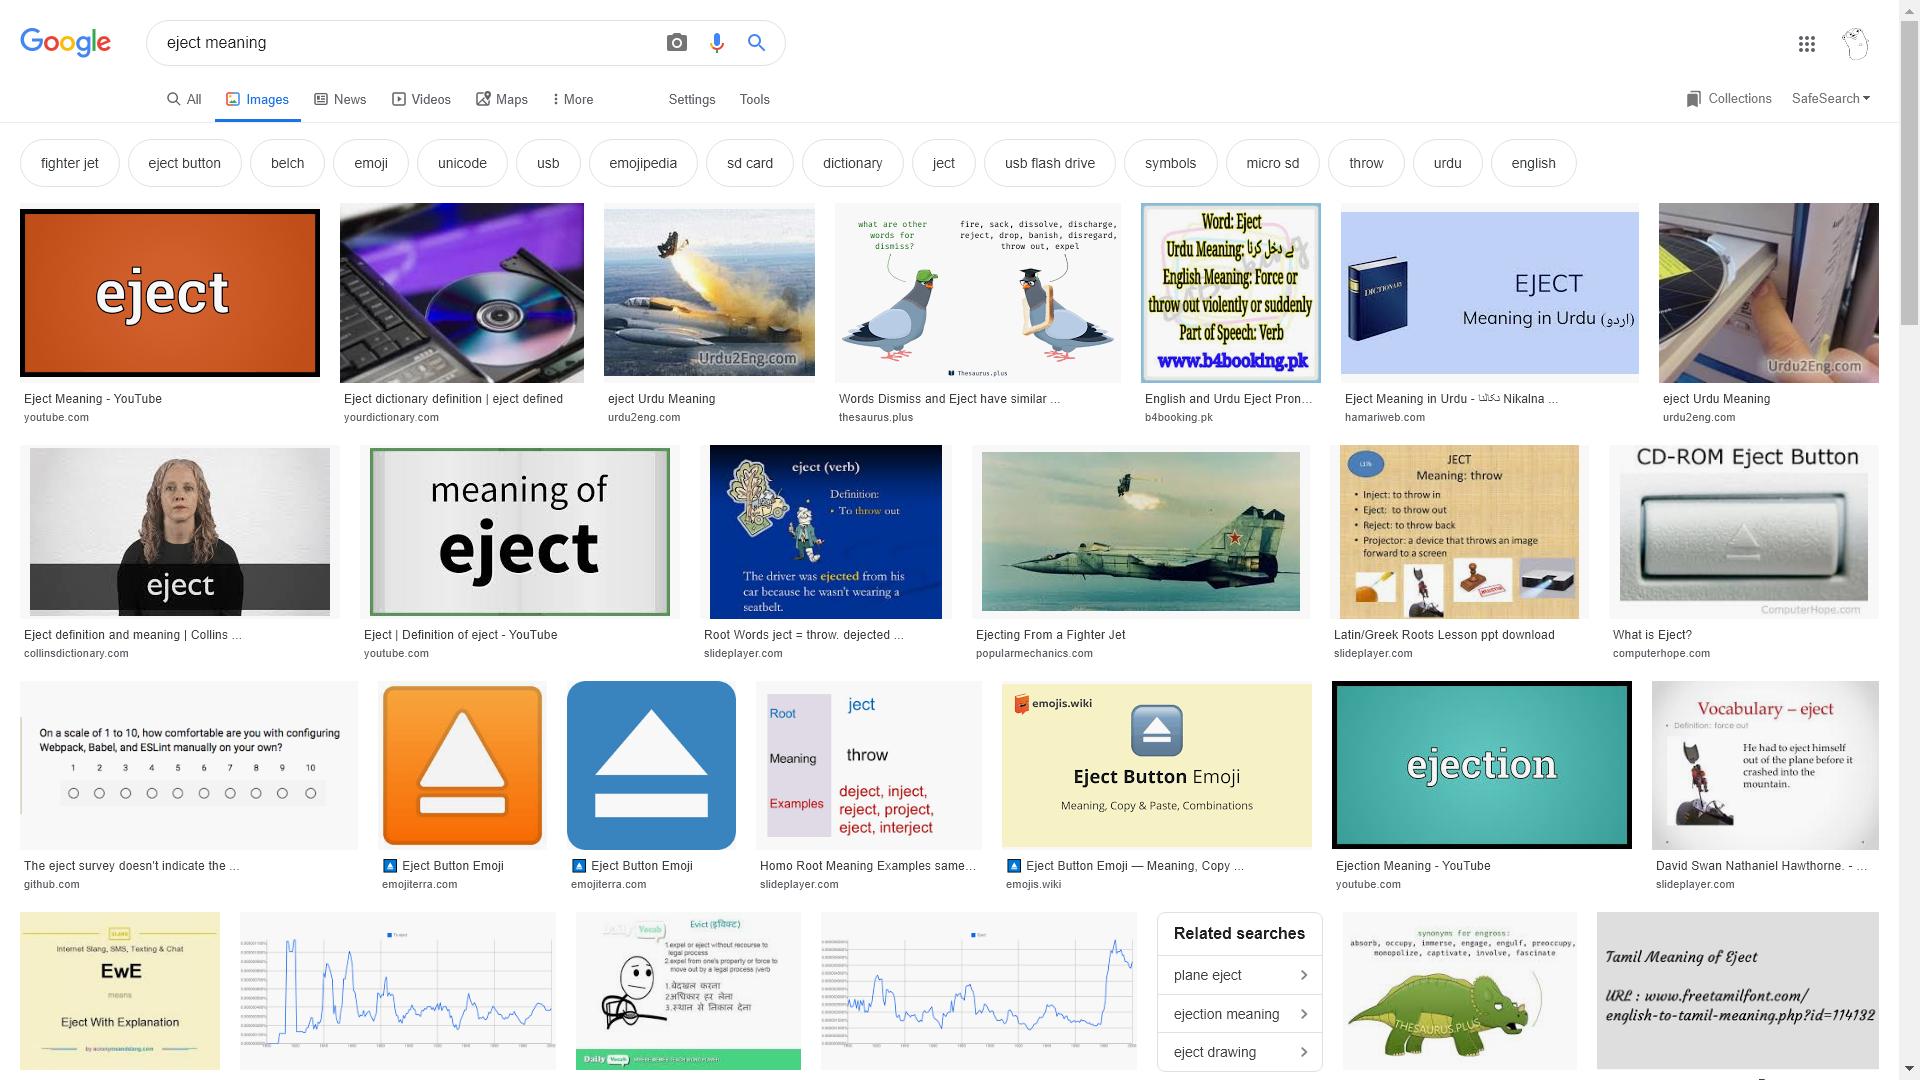 Google
eject meaning
All
Images
News
Videos
Maps
More
Settings
Tools
Collections
SafeSearch
fighter jet
eject button
belch
emoji
unicode
usb
emojipedia
sd card
dictionary
ject
usb flash drive
symbols
micro sd
throw
urdu
english
eject
Eject Meaning - YouTube
youtube.com
Eject dictionary definition | eject defined
yourdictionary.com
Urdu2Eng.com
eject Urdu Meaning
urdu2eng.com
what are other
words for
dismiss?
fire, sack, dissolve, discharge,
reject, drop, banish, disregard,
throw out, expel
Thesaurus.plus
Words Dismiss and Eject have similar ...
thesaurus.plus
Word: Eject
Urdu Meaning: بے دخل کرنا
English Meaning: Force or
throw out violently or suddenly
Part of Speech: Verb
www.b4booking.pk
English and Urdu Eject Pron...
b4booking.pk
DICTIONARY
EJECT
Meaning in Urdu (اردو)
Eject Meaning in Urdu - نکالنا Nikalna ...
hamariweb.com
Urdu2Eng.com
eject Urdu Meaning
urdu2eng.com
eject
Eject definition and meaning | Collins ...
collinsdictionary.com
meaning of
eject
Eject | Definition of eject - YouTube
youtube.com
eject (verb)
Definition:
• To throw out
The driver was ejected from his
car because he wasn't wearing a
seatbelt.
Root Words ject = throw. dejected ...
slideplayer.com
Ejecting From a Fighter Jet
popularmechanics.com
JECT
Meaning: throw
• Inject: to throw in
• Eject: to throw out
• Reject: to throw back
• Projector: a device that throws an image
forward to a screen
Latin/Greek Roots Lesson ppt download
slideplayer.com
CD-ROM Eject Button
ComputerHope.com
What is Eject?
computerhope.com
On a scale of 1 to 10, how comfortable are you with configuring
Webpack, Babel, and ESLint manually on your own?
1 2 3 4 5 6 7 8 9 10
The eject survey doesn't indicate the ...
github.com
Eject Button Emoji
emojiterra.com
Eject Button Emoji
emojiterra.com
Root
ject
Meaning
throw
Examples
deject, inject,
reject, project,
eject, interject
Homo Root Meaning Examples same...
slideplayer.com
emojis.wiki
Eject Button Emoji
Meaning, Copy & Paste, Combinations
Eject Button Emoji — Meaning, Copy ...
emojis.wiki
ejection
Ejection Meaning - YouTube
youtube.com
Vocabulary – eject
• Definition: force out
He had to eject himself
out of the plane before it
crashed into the
mountain.
David Swan Nathaniel Hawthorne. - ...
slideplayer.com
SLANG
Internet Slang, SMS, Texting & Chat
EwE
means
Eject With Explanation
by acronymsandslang.com
Daily Vocab
Evict (इविक्ट)
1.expel or eject without recourse to
legal process
2.expel from one's property or force to
move out by a legal process (verb
1.बेदखल करना
2.अधिकार हर लेना
3.स्थान से निकाल देना
Daily Vocab
Related searches
plane eject
ejection meaning
eject drawing
synonyms for engross:
absorb, occupy, immerse, engage, engulf, preoccupy,
monopolize, captivate, involve, fascinate
THESAURUS.PLUS
Tamil Meaning of Eject
URL : www.freetamilfont.com/
english-to-tamil-meaning.php?id=114132